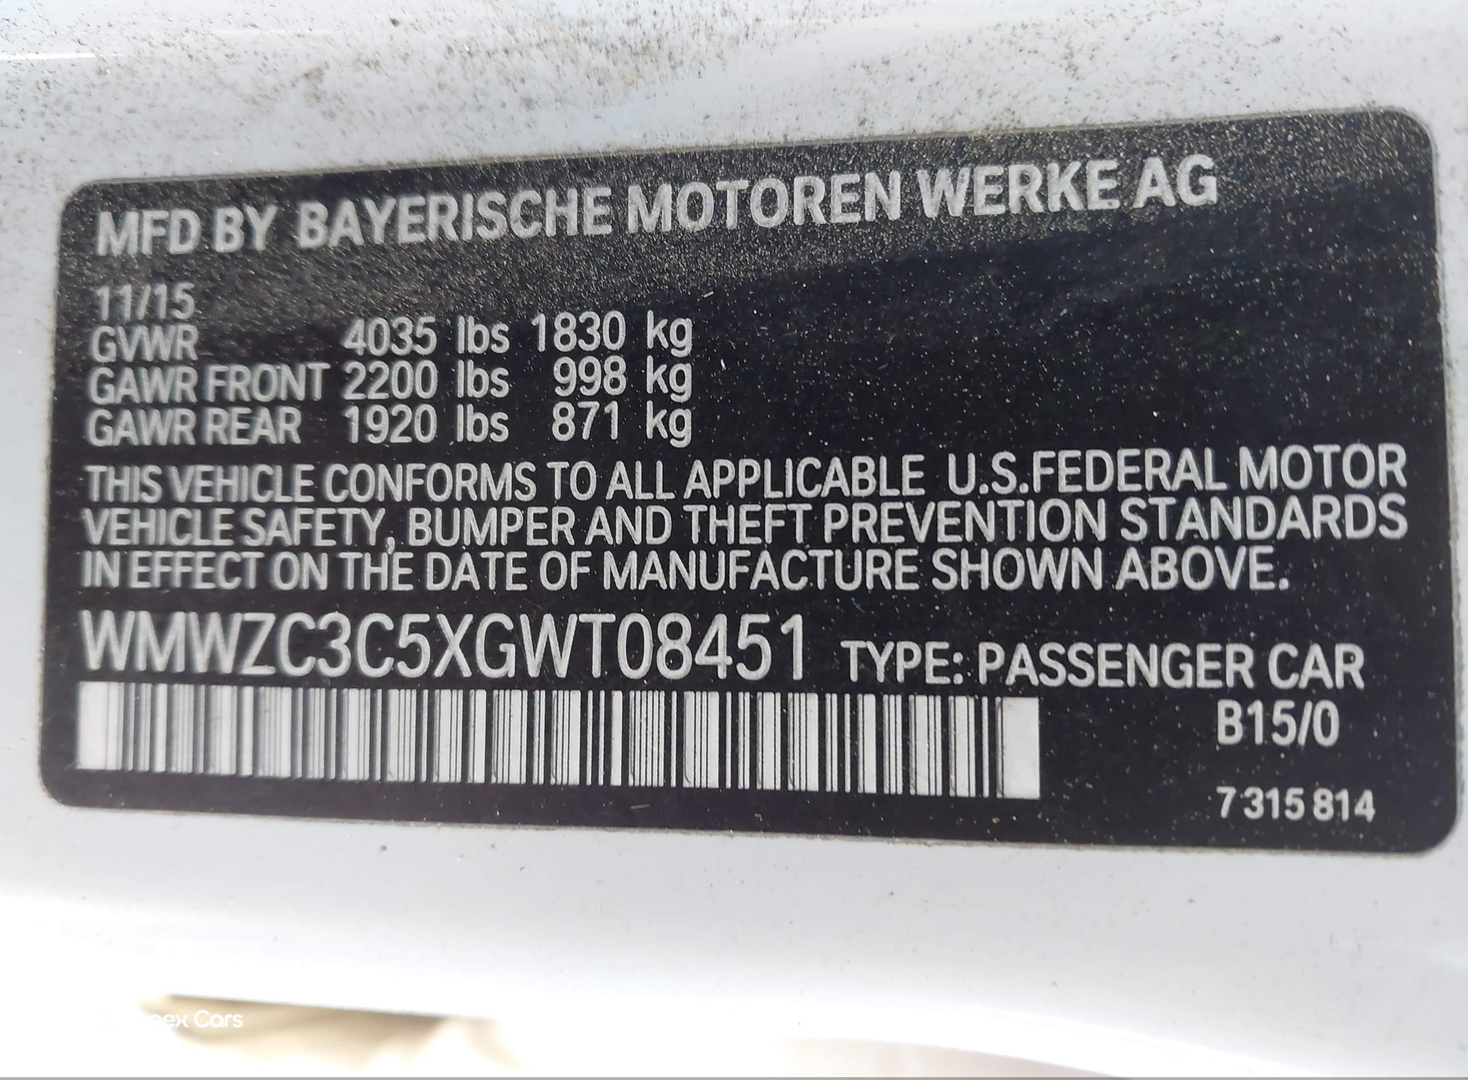 MFD BY BAYERISCHE MOTOREN WERKE AG
11/15
GVWR 4035 lbs 1830 kg
GAWR FRONT 2200 lbs 998 kg
GAWR REAR 1920 lbs 871 kg
THIS VEHICLE CONFORMS TO ALL APPLICABLE U.S.FEDERAL MOTOR
VEHICLE SAFETY, BUMPER AND THEFT PREVENTION STANDARDS
IN EFFECT ON THE DATE OF MANUFACTURE SHOWN ABOVE.
WMWZC3C5XGWT08451 TYPE: PASSENGER CAR
B15/0
7 315 814
Cars